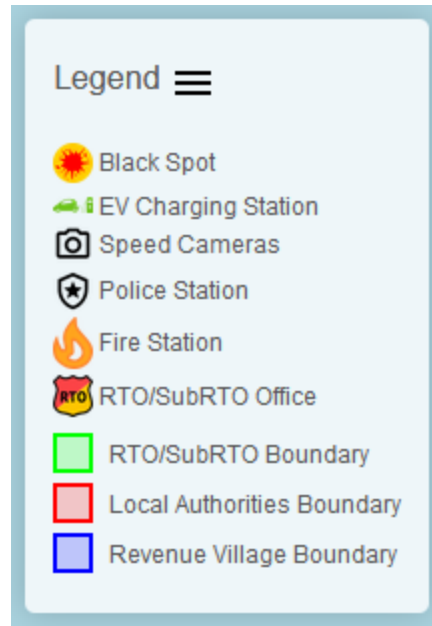 Legend
Black Spot
EV Charging Station
Speed Cameras
Police Station
Fire Station
RTO RTO/SubRTO Office
RTO/SubRTO Boundary
Local Authorities Boundary
Revenue Village Boundary